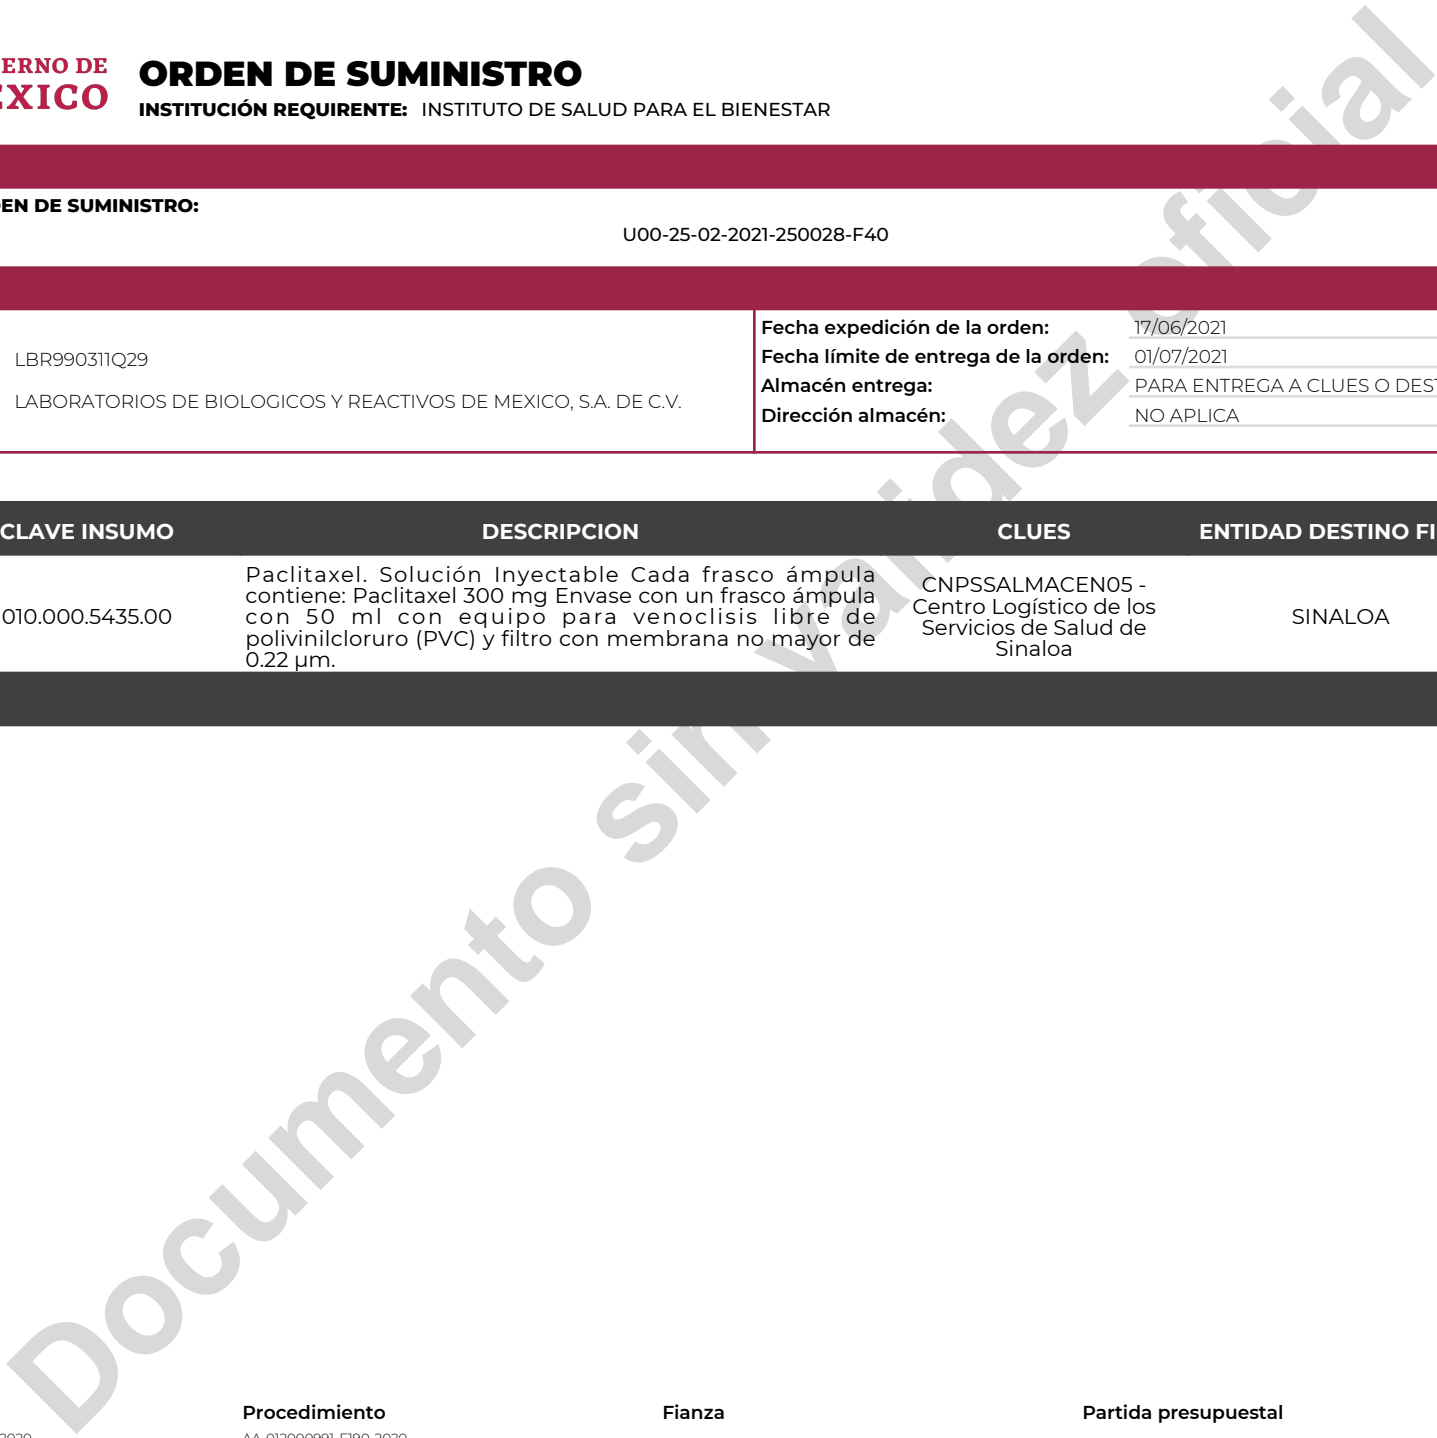 ERNO DE
EXICO
ORDEN DE SUMINISTRO
INSTITUCIÓN REQUIRENTE: INSTITUTO DE SALUD PARA EL BIENESTAR
EN DE SUMINISTRO:
U00-25-02-2021-250028-F40
LBR990311Q29
LABORATORIOS DE BIOLOGICOS Y REACTIVOS DE MEXICO, S.A. DE C.V.
Fecha expedición de la orden: 17/06/2021
Fecha límite de entrega de la orden: 01/07/2021
Almacén entrega: PARA ENTREGA A CLUES O DEST
Dirección almacén: NO APLICA
CLAVE INSUMO DESCRIPCION CLUES ENTIDAD DESTINO FI
010.000.5435.00
Paclitaxel. Solución Inyectable Cada frasco ámpula
contiene: Paclitaxel 300 mg Envase con un frasco ámpula
con 50 ml con equipo para venoclisis libre de
polivinilcloruro (PVC) y filtro con membrana no mayor de
0.22 µm.
CNPSSALMACEN05 -
Centro Logístico de los
Servicios de Salud de
Sinaloa
SINALOA
Documento sin validez oficial
Procedimiento Fianza Partida presupuestal